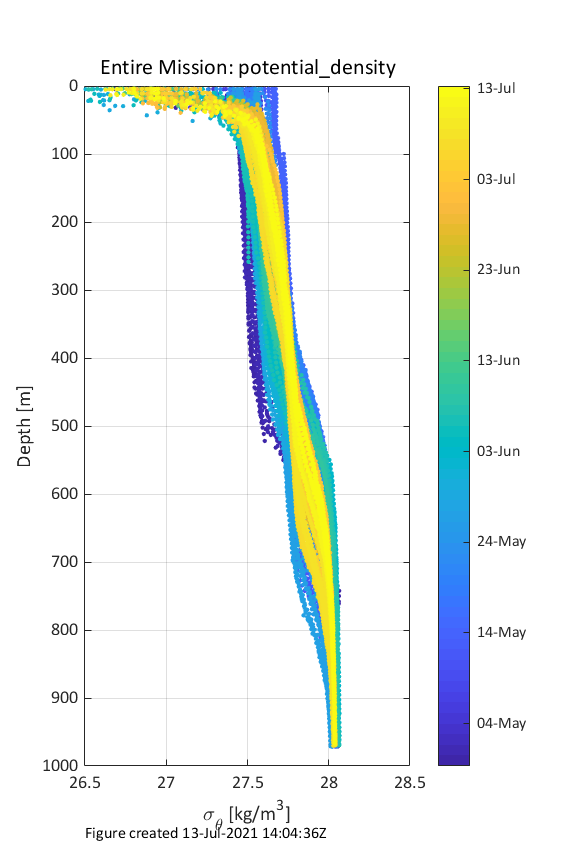 Entire Mission: potential_density
0
100
200
300
400
500
600
700
800
900
1000
Depth [m]
26.5 27 27.5 28 28.5
σθ [kg/m³]
13-Jul
03-Jul
23-Jun
13-Jun
03-Jun
24-May
14-May
04-May
Figure created 13-Jul-2021 14:04:36Z